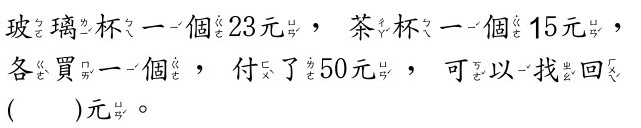 玻璃杯一個23元， 茶杯一個15元，
各買一個， 付了50元， 可以找回
(　　)元。